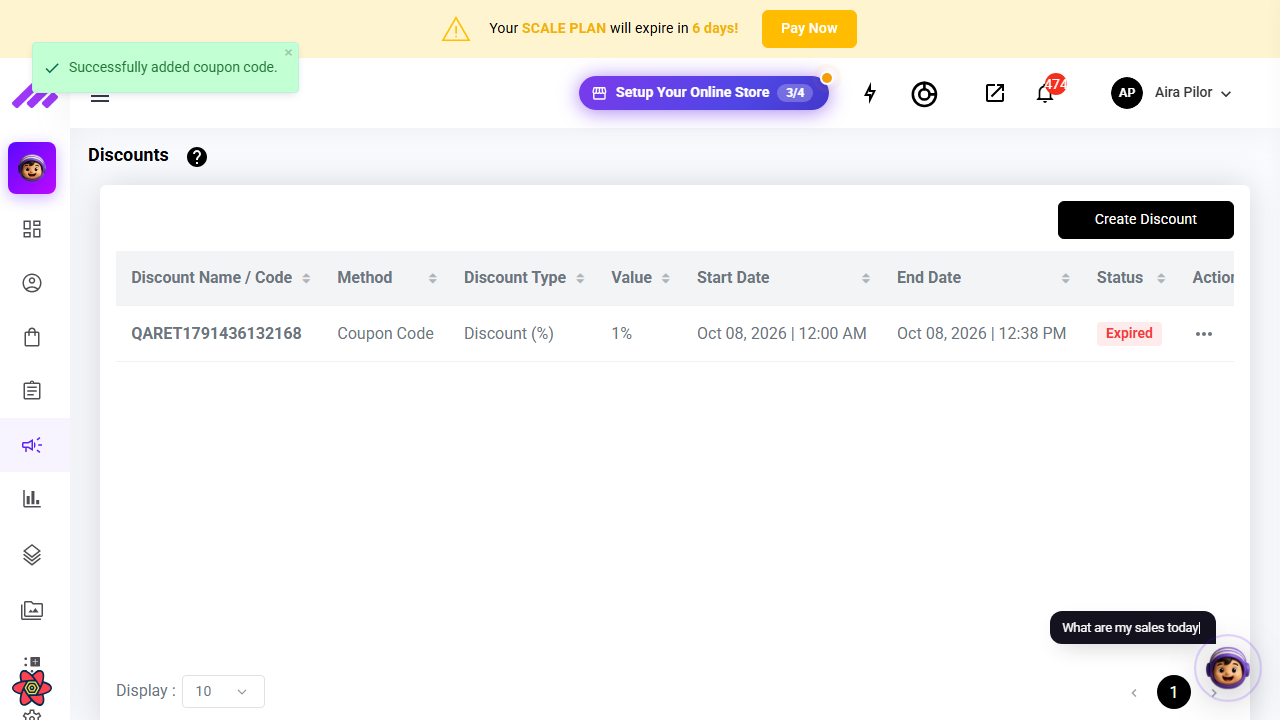 Your SCALE PLAN will expire in 6 days!
Pay Now
Successfully added coupon code.
×
Setup Your Online Store 3/4
474
AP
Aira Pilor
Discounts
?
Create Discount
Discount Name / Code Method Discount Type Value Start Date End Date Status Action
QARET1791436132168 Coupon Code Discount (%) 1% Oct 08, 2026 | 12:00 AM Oct 08, 2026 | 12:38 PM Expired
What are my sales today
Display : 10
1